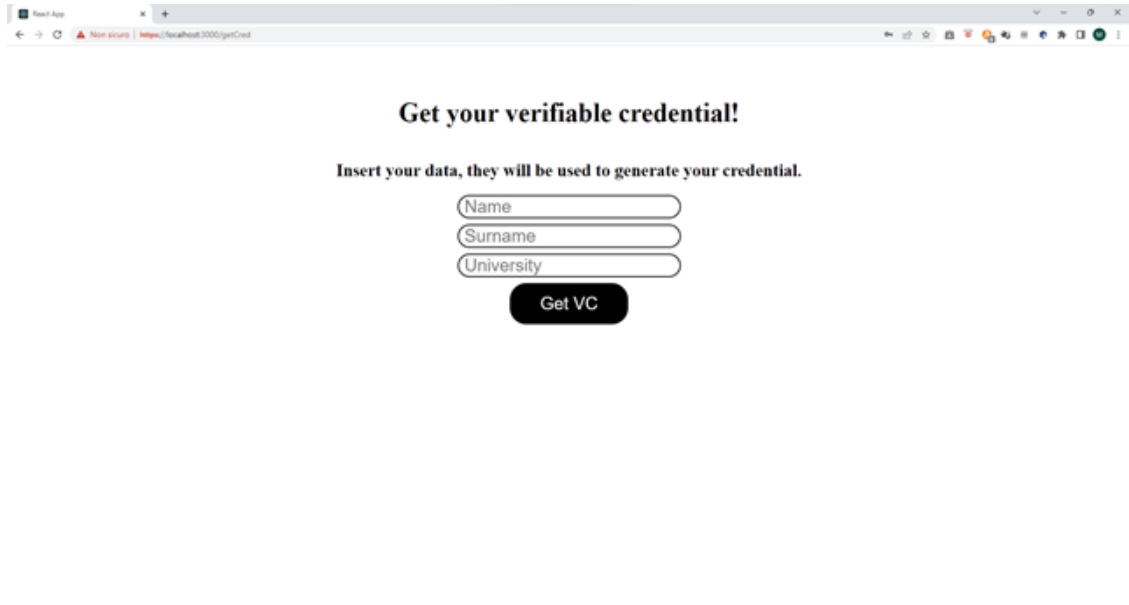 React App
Non sicuro | https://localhost:3000/getCred
Get your verifiable credential!
Insert your data, they will be used to generate your credential.
Name
Surname
University
Get VC